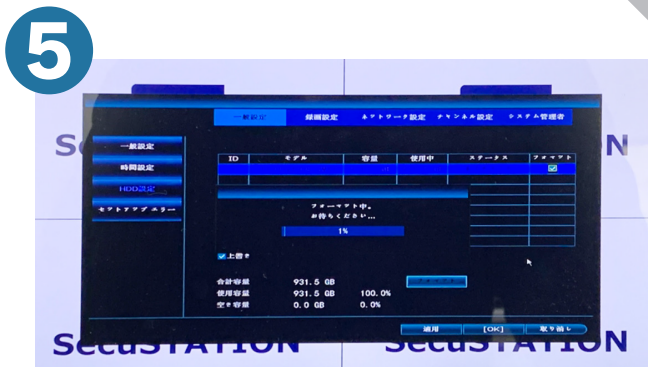 5
一般設定 録画設定 ネットワーク設定 チャンネル設定 システム管理者
一般設定
時間設定
HDD設定
セットアップ エラー
ID モデル 容量 使用中 ステータス フォーマット
フォーマット中。
お待ちください...
1%
上書き
合計容量 931.5 GB
使用容量 931.5 GB 100.0%
空き容量 0.0 GB 0.0%
適用 [OK] 取り消し
SecuSTATION SecuSTATION